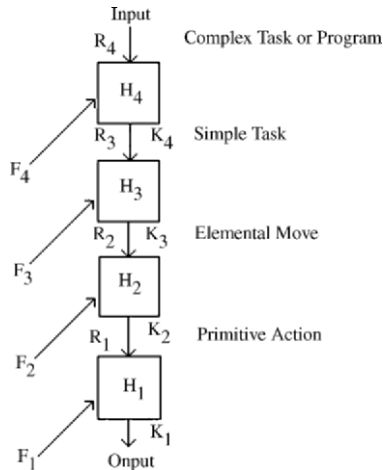 Input
R4
Complex Task or Program
H4
R3 K4
Simple Task
F4
H3
R2 K3
Elemental Move
F3
H2
R1 K2
Primitive Action
F2
H1
K1
F1
Onput